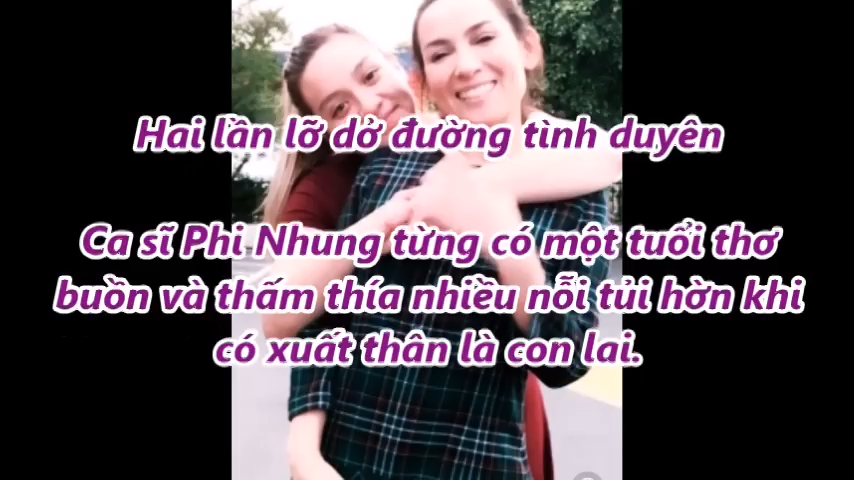 Hai lần lỡ dở đường tình duyên
Ca sĩ Phi Nhung từng có một tuổi thơ
buồn và thấm thía nhiều nỗi tủi hờn khi
có xuất thân là con lai.